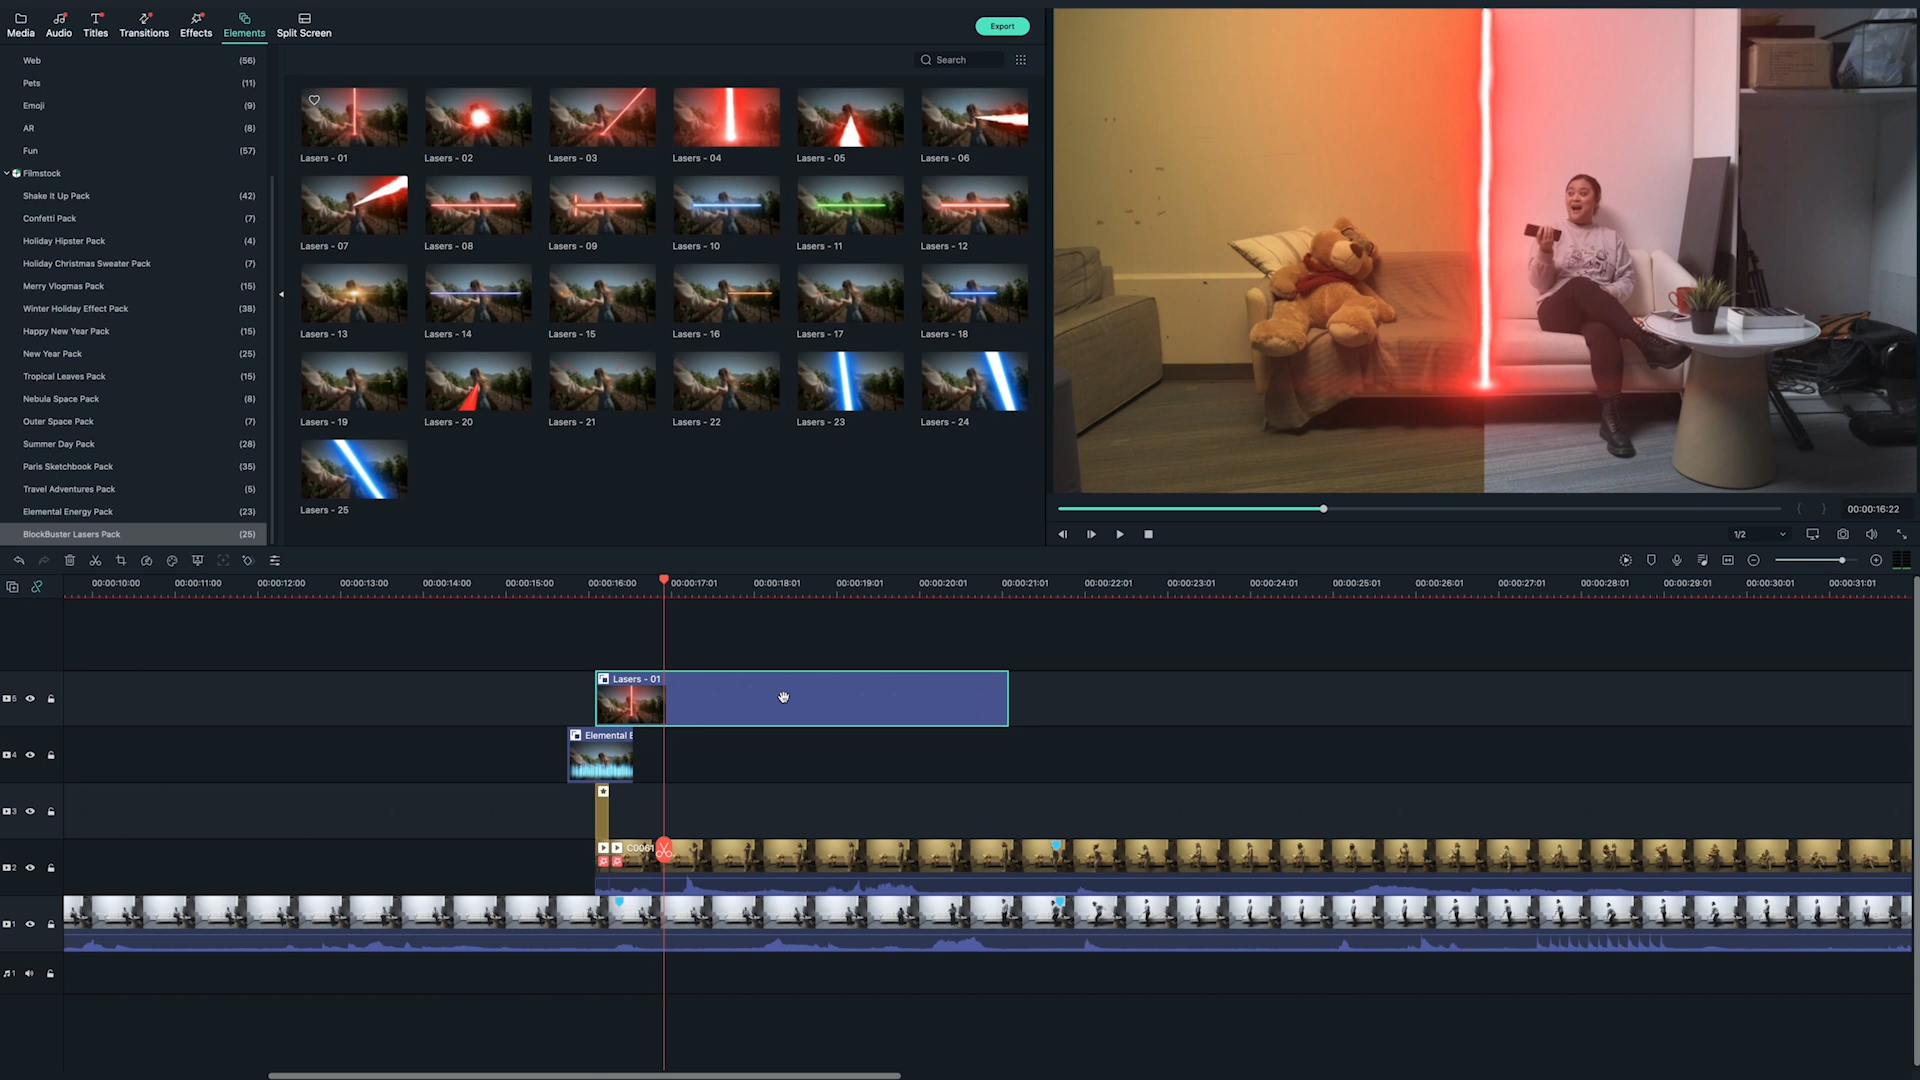 Media Audio Titles Transitions Effects Elements Split Screen
Export
Search
Web (56)
Pets (11)
Emoji (9)
AR (8)
Fun (57)
Filmstock
Shake It Up Pack (42)
Confetti Pack (7)
Holiday Hipster Pack (4)
Holiday Christmas Sweater Pack (7)
Merry Vlogmas Pack (15)
Winter Holiday Effect Pack (38)
Happy New Year Pack (15)
New Year Pack (25)
Tropical Leaves Pack (15)
Nebula Space Pack (8)
Outer Space Pack (7)
Summer Day Pack (28)
Paris Sketchbook Pack (35)
Travel Adventures Pack (5)
Elemental Energy Pack (23)
BlockBuster Lasers Pack (25)
Lasers - 01 Lasers - 02 Lasers - 03 Lasers - 04 Lasers - 05 Lasers - 06
Lasers - 07 Lasers - 08 Lasers - 09 Lasers - 10 Lasers - 11 Lasers - 12
Lasers - 13 Lasers - 14 Lasers - 15 Lasers - 16 Lasers - 17 Lasers - 18
Lasers - 19 Lasers - 20 Lasers - 21 Lasers - 22 Lasers - 23 Lasers - 24
Lasers - 25
{ } 00:00:16:22
1/2
00:00:10:00 00:00:11:00 00:00:12:00 00:00:13:00 00:00:14:00 00:00:15:00 00:00:16:00 00:00:17:01 00:00:18:01 00:00:19:01 00:00:20:01 00:00:21:01 00:00:22:01 00:00:23:01 00:00:24:01 00:00:25:01 00:00:26:01 00:00:27:01 00:00:28:01 00:00:29:01 00:00:30:01 00:00:31:01
Lasers - 01
5
Elemental E
4
3
C0061
2
1
1